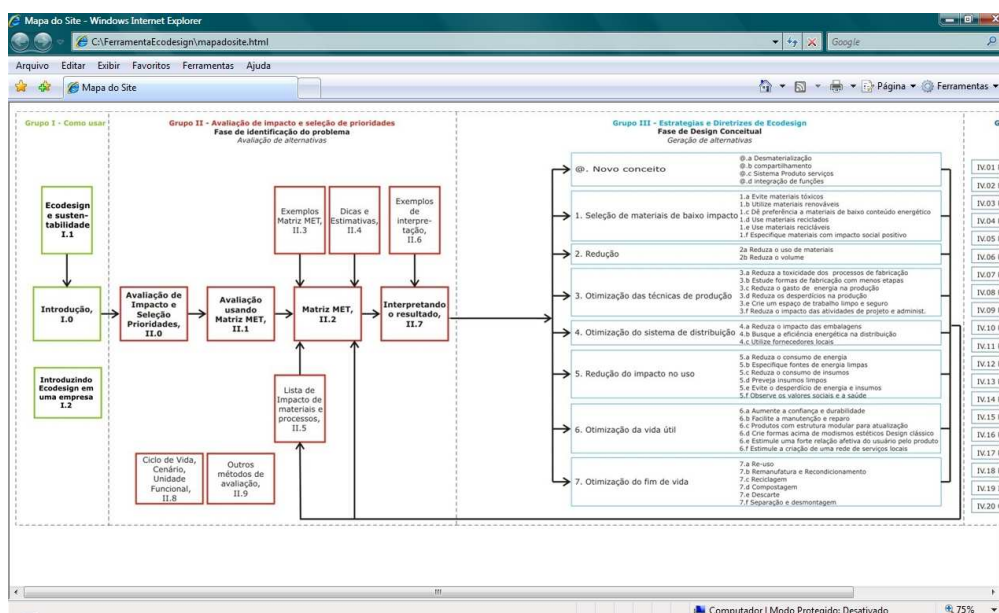 Mapa do Site - Windows Internet Explorer
C:\FerramentaEcodesign\mapadosite.html
Google
Arquivo Editar Exibir Favoritos Ferramentas Ajuda
Mapa do Site
Página
Ferramentas
Grupo I - Como usar
Ecodesign
e susten-
tabilidade
I.1
Introdução,
I.0
Introduzindo
Ecodesign em
uma empresa
I.2
Grupo II - Avaliação de impacto e seleção de prioridades
Fase de identificação do problema
Avaliação de alternativas
Exemplos
Matriz MET,
II.3
Dicas e
Estimativas,
II.4
Exemplos
de
interpre-
tação,
II.6
Avaliação de
Impacto e
Seleção
Prioridades,
II.0
Avaliação
usando
Matriz MET,
II.1
Matriz MET,
II.2
Interpretando
o resultado,
II.7
Lista de
Impacto de
materiais e
processos,
II.5
Ciclo de Vida,
Cenário,
Unidade
Funcional,
II.8
Outros
métodos de
avaliação,
II.9
Grupo III - Estrategias e Diretrizes de Ecodesign
Fase de Design Conceitual
Geração de alternativas
@. Novo conceito
@.a Desmaterialização
@.b compartilhamento
@.c Sistema Produto serviços
@.d integração de funções
1. Seleção de materiais de baixo impacto
1.a Evite materiais tóxicos
1.b Utilize materiais renováveis
1.c Dê preferência a materiais de baixo conteúdo energético
1.d Use materiais reciclados
1.e Use materiais recicláveis
1.f Especifique materiais com impacto social positivo
2. Redução
2a Reduza o uso de materiais
2b Reduza o volume
3. Otimização das técnicas de produção
3.a Reduza a toxicidade dos processos de fabricação
3.b Estude formas de fabricação com menos etapas
3.c Reduza o gasto de energia na produção
3.d Reduza os desperdícios na produção
3.e Crie um espaço de trabalho limpo e seguro
3.f Reduza o impacto das atividades de projeto e administ.
4. Otimização do sistema de distribuição
4.a Reduza o impacto das embalagens
4.b Busque a eficiência energética na distribuição
4.c Utilize fornecedores locais
5. Redução do impacto no uso
5.a Reduza o consumo de energia
5.b Especifique fontes de energia limpas
5.c Reduza o consumo de insumos
5.d Preveja insumos limpos
5.e Evite o desperdício de energia e insumos
5.f Observe os valores sociais e a saúde
6. Otimização da vida útil
6.a Aumente a confiança e durabilidade
6.b Facilite a manutenção e reparo
6.c Produtos com estrutura modular para atualização
6.d Crie formas acima de modismos estéticos Design clássico
6.e Estimule uma forte relação afetiva do usuário pelo produto
6.f Estimule a criação de uma rede de serviços locais
7. Otimização do fim de vida
7.a Re-uso
7.b Remanufatura e Recondicionamento
7.c Reciclagem
7.d Compostagem
7.e Descarte
7.f Separação e desmontagem
G
IV.01
IV.02
IV.03
IV.04
IV.05
IV.06
IV.07
IV.08
IV.09
IV.10
IV.11
IV.12
IV.13
IV.14
IV.15
IV.16
IV.17
IV.18
IV.19
IV.20
Computador | Modo Protegido: Desativado
75%